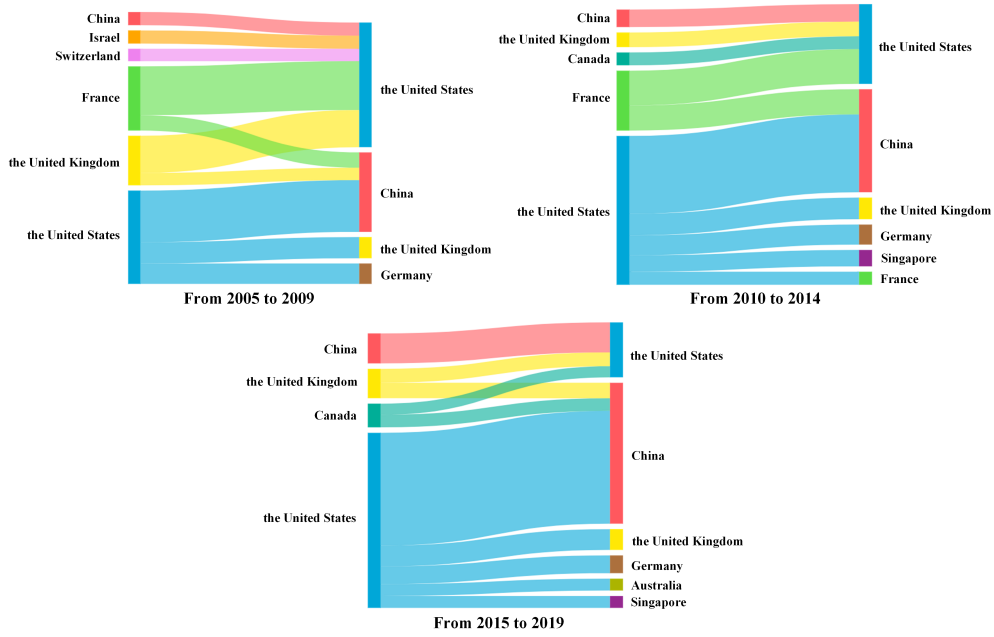 China
Israel
Switzerland
France
the United Kingdom
the United States
the United States
China
the United Kingdom
Germany
From 2005 to 2009
China
the United Kingdom
Canada
France
the United States
the United States
China
the United Kingdom
Germany
Singapore
France
From 2010 to 2014
China
the United Kingdom
Canada
the United States
the United States
China
the United Kingdom
Germany
Australia
Singapore
From 2015 to 2019